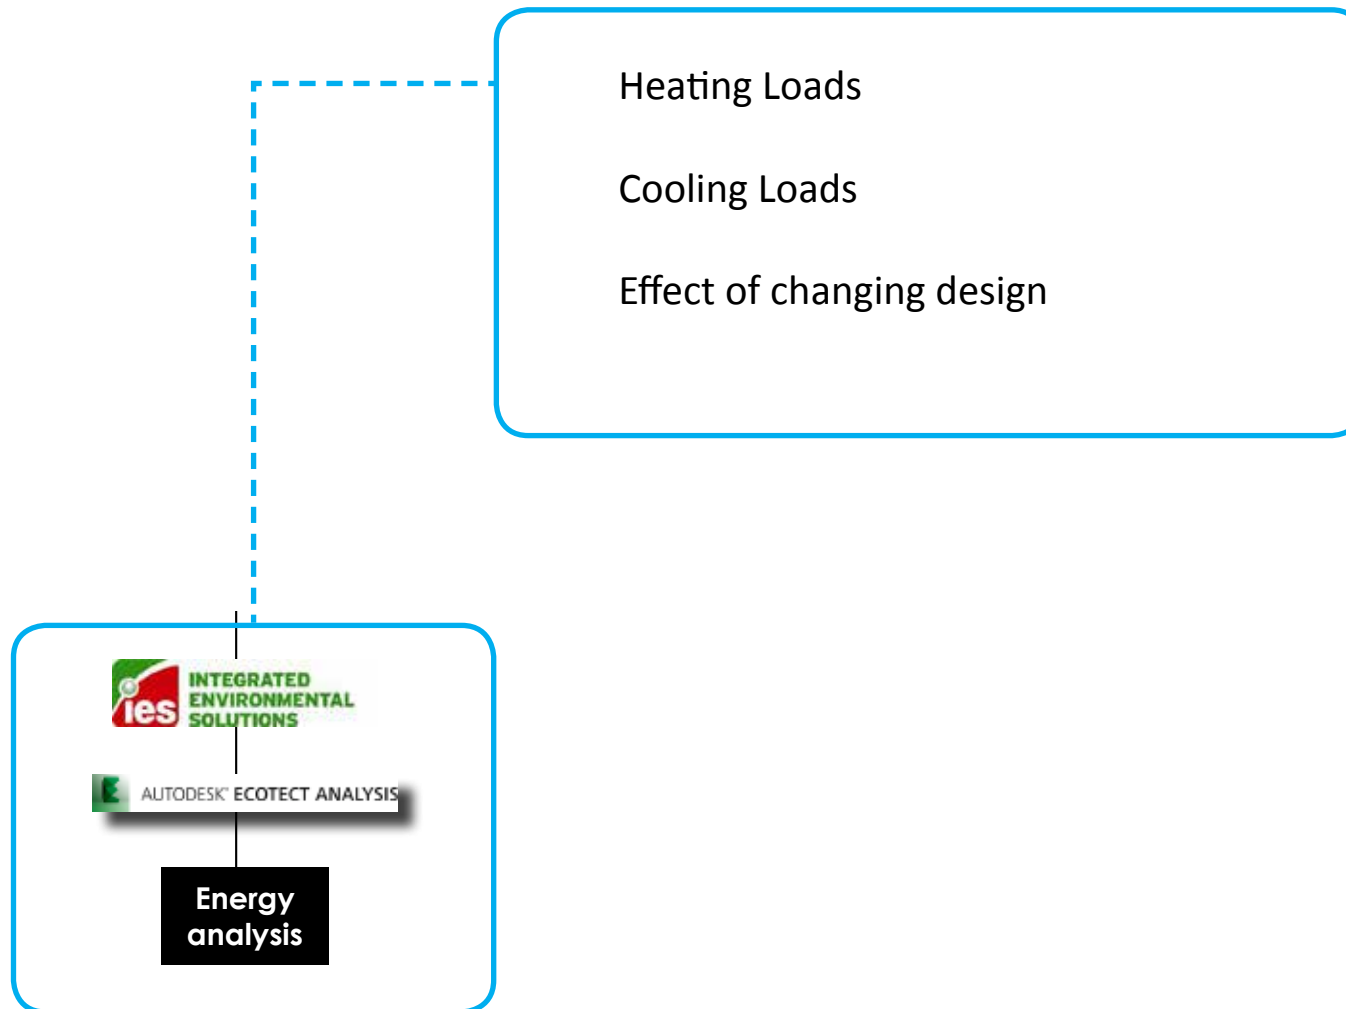 Heating Loads
Cooling Loads
Effect of changing design
ies
INTEGRATED
ENVIRONMENTAL
SOLUTIONS
E
AUTODESK® ECOTECT ANALYSIS
Energy
analysis